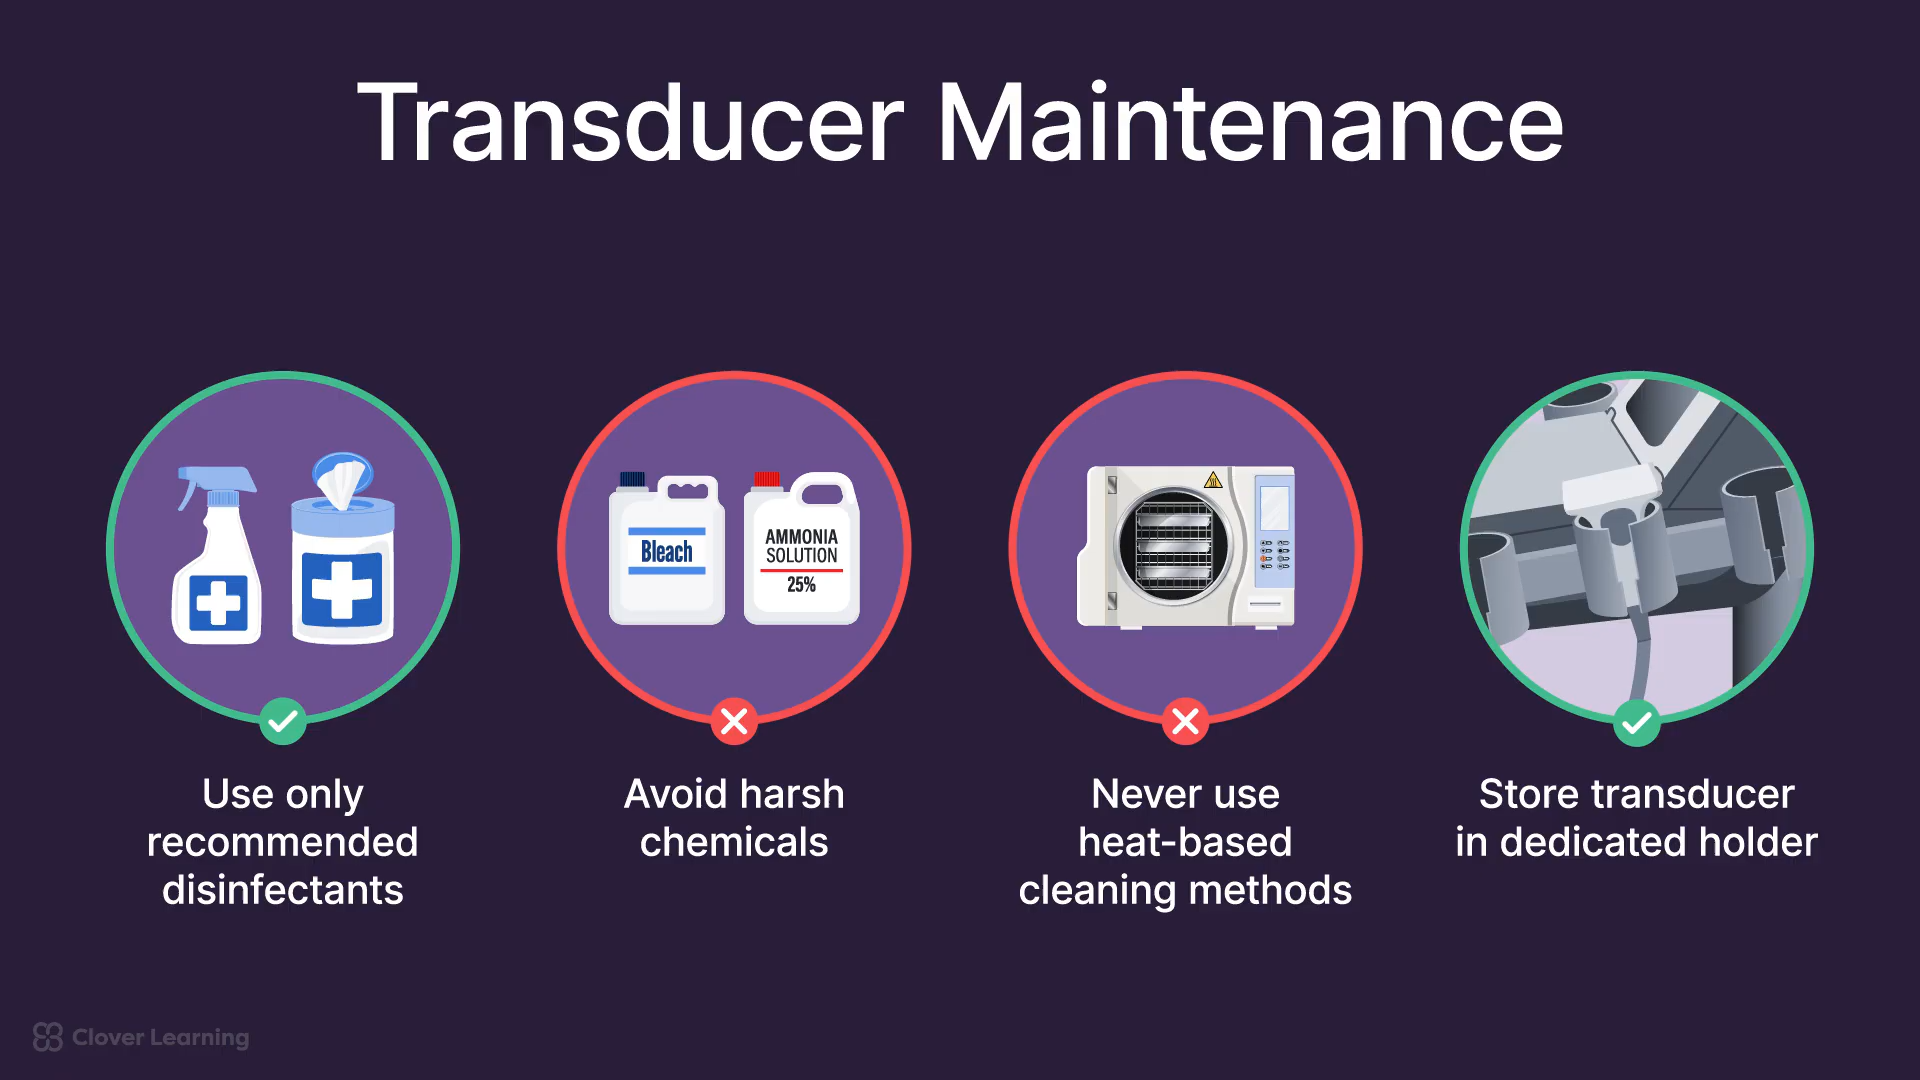 Transducer Maintenance
Bleach
AMMONIA
SOLUTION
25%
Use only
recommended
disinfectants
Avoid harsh
chemicals
Never use
heat-based
cleaning methods
Store transducer
in dedicated holder
Clover Learning